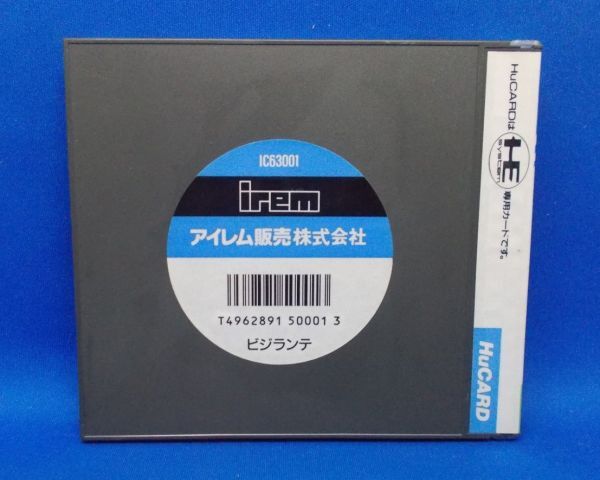 IC63001
irem
アイレム販売株式会社
T4962891 50001 3
ビジランテ
HuCARDは HE system 専用カードです。
HuCARD